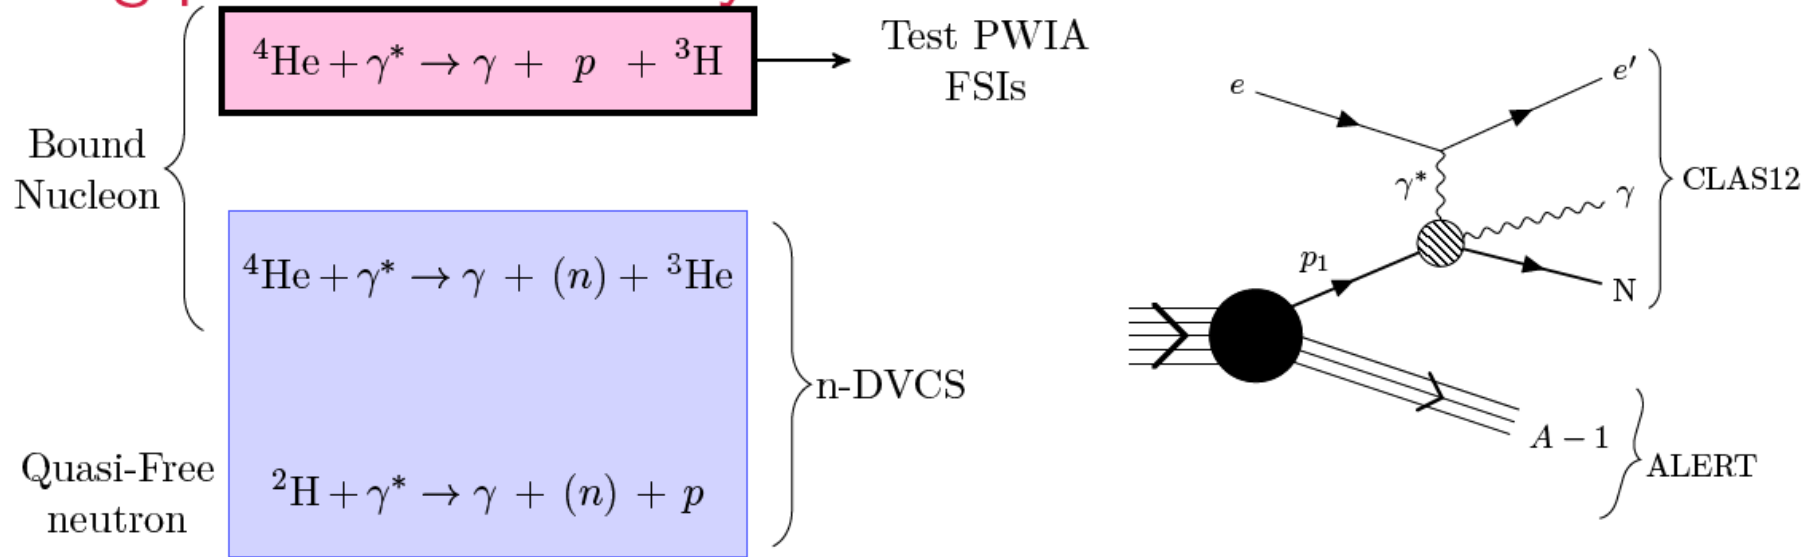 ⁴He + γ* → γ + p + ³H
Test PWIA
FSIs
Bound
Nucleon
⁴He + γ* → γ + (n) + ³He
n-DVCS
Quasi-Free
neutron
²H + γ* → γ + (n) + p
e
e′
γ*
γ
CLAS12
p₁
N
A − 1
ALERT